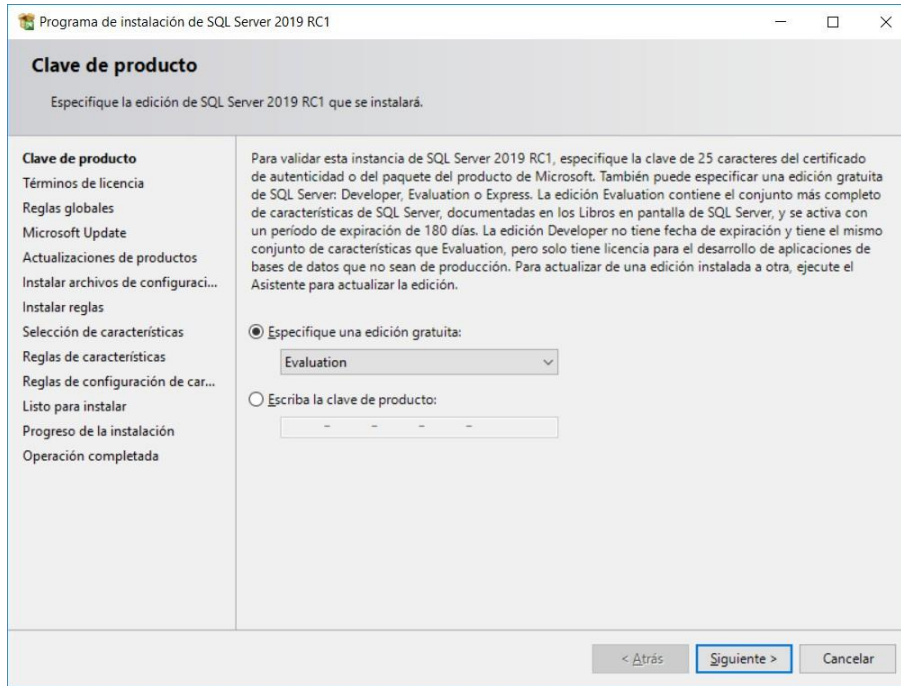 Programa de instalación de SQL Server 2019 RC1
Clave de producto
Especifique la edición de SQL Server 2019 RC1 que se instalará.
Clave de producto
Términos de licencia
Reglas globales
Microsoft Update
Actualizaciones de productos
Instalar archivos de configuraci...
Instalar reglas
Selección de características
Reglas de características
Reglas de configuración de car...
Listo para instalar
Progreso de la instalación
Operación completada
Para validar esta instancia de SQL Server 2019 RC1, especifique la clave de 25 caracteres del certificado
de autenticidad o del paquete del producto de Microsoft. También puede especificar una edición gratuita
de SQL Server: Developer, Evaluation o Express. La edición Evaluation contiene el conjunto más completo
de características de SQL Server, documentadas en los Libros en pantalla de SQL Server, y se activa con
un período de expiración de 180 días. La edición Developer no tiene fecha de expiración y tiene el mismo
conjunto de características que Evaluation, pero solo tiene licencia para el desarrollo de aplicaciones de
bases de datos que no sean de producción. Para actualizar de una edición instalada a otra, ejecute el
Asistente para actualizar la edición.
Especifique una edición gratuita:
Evaluation
Escriba la clave de producto:
- - - -
< Atrás
Siguiente >
Cancelar